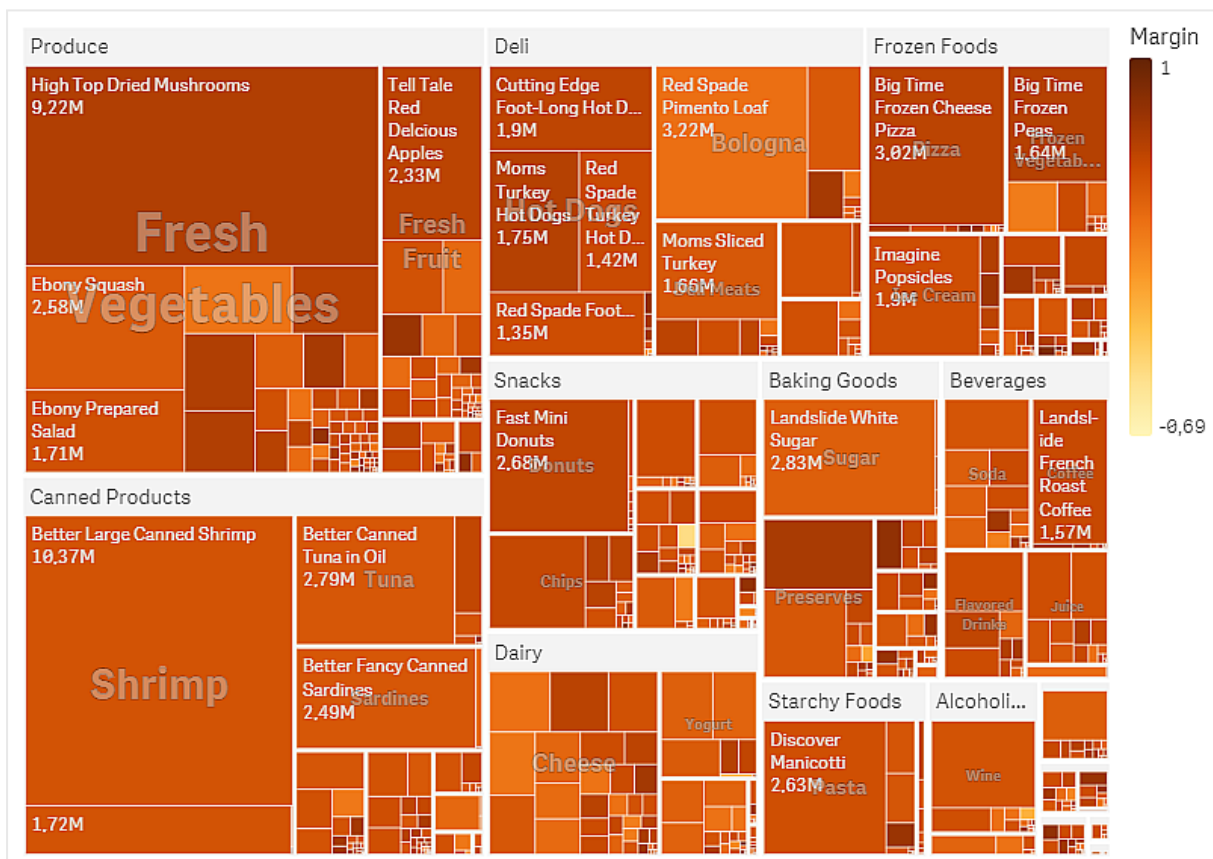 Produce
High Top Dried Mushrooms
9,22M
Fresh
Vegetables
Ebony Squash
2,58M
Ebony Prepared
Salad
1,71M
Tell Tale
Red
Delcious
Apples
2,33M
Fresh
Fruit
Canned Products
Better Large Canned Shrimp
10,37M
Shrimp
1,72M
Better Canned
Tuna in Oil
2,79M
Tuna
Better Fancy Canned
Sardines
2,49M
Sardines
Deli
Cutting Edge
Foot-Long Hot D...
1,9M
Moms
Turkey
Hot Dogs
1,75M
Red
Spade
Turkey
Hot D...
1,42M
Hot Dogs
Red Spade Foot...
1,35M
Red Spade
Pimento Loaf
3,22M
Bologna
Moms Sliced
Turkey
1,66M
Deli Meats
Frozen Foods
Big Time
Frozen Cheese
Pizza
3,02M
Pizza
Big Time
Frozen
Peas
1,64M
Frozen
Vegetab...
Imagine
Popsicles
1,9M
Ice Cream
Snacks
Fast Mini
Donuts
2,68M
Donuts
Chips
Dairy
Cheese
Yogurt
Baking Goods
Landslide White
Sugar
2,83M
Sugar
Preserves
Beverages
Soda
Landsl-
ide
French
Roast
Coffee
1,57M
Coffee
Flavored
Drinks
Juice
Starchy Foods
Discover
Manicotti
2,63M
Pasta
Alcoholi...
Wine
Margin
1
-0,69